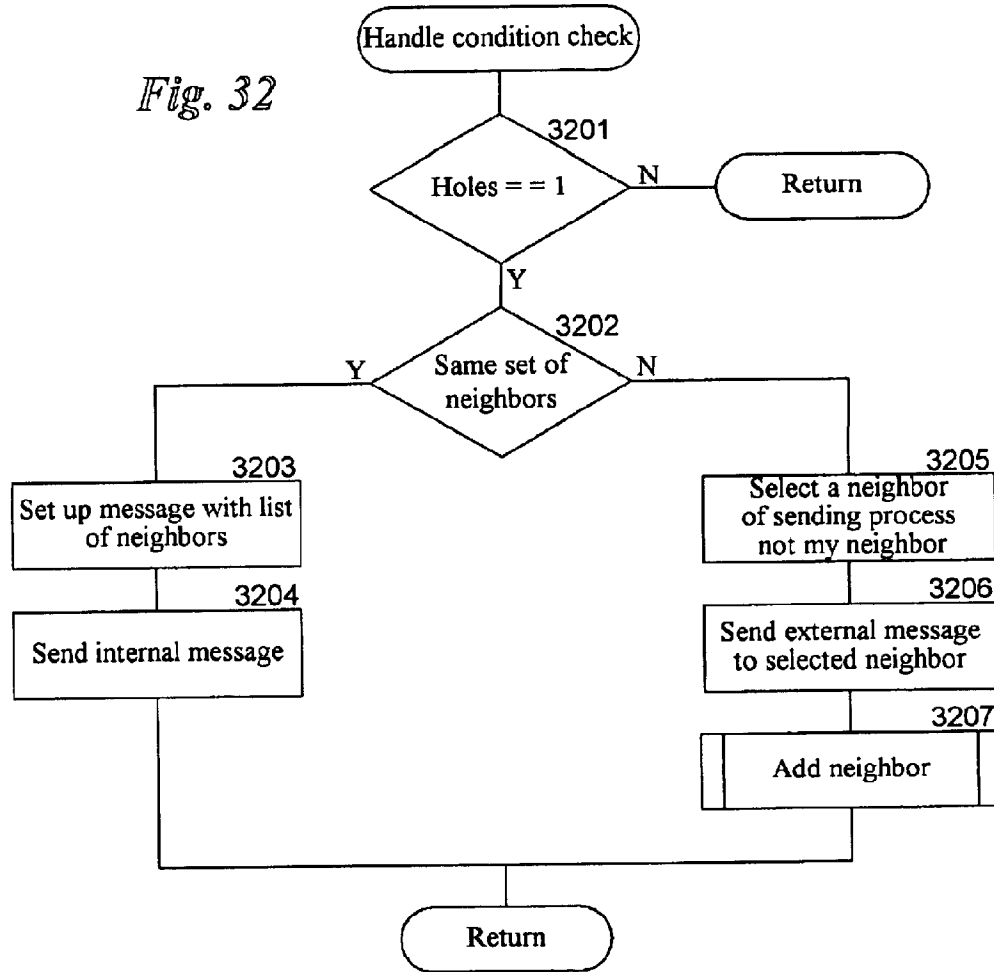 Handle condition check
Fig. 32
3201
Holes = = 1
N
Return
Y
3202
Same set of
neighbors
Y
N
3203
Set up message with list
of neighbors
3204
Send internal message
3205
Select a neighbor
of sending process
not my neighbor
3206
Send external message
to selected neighbor
3207
Add neighbor
Return